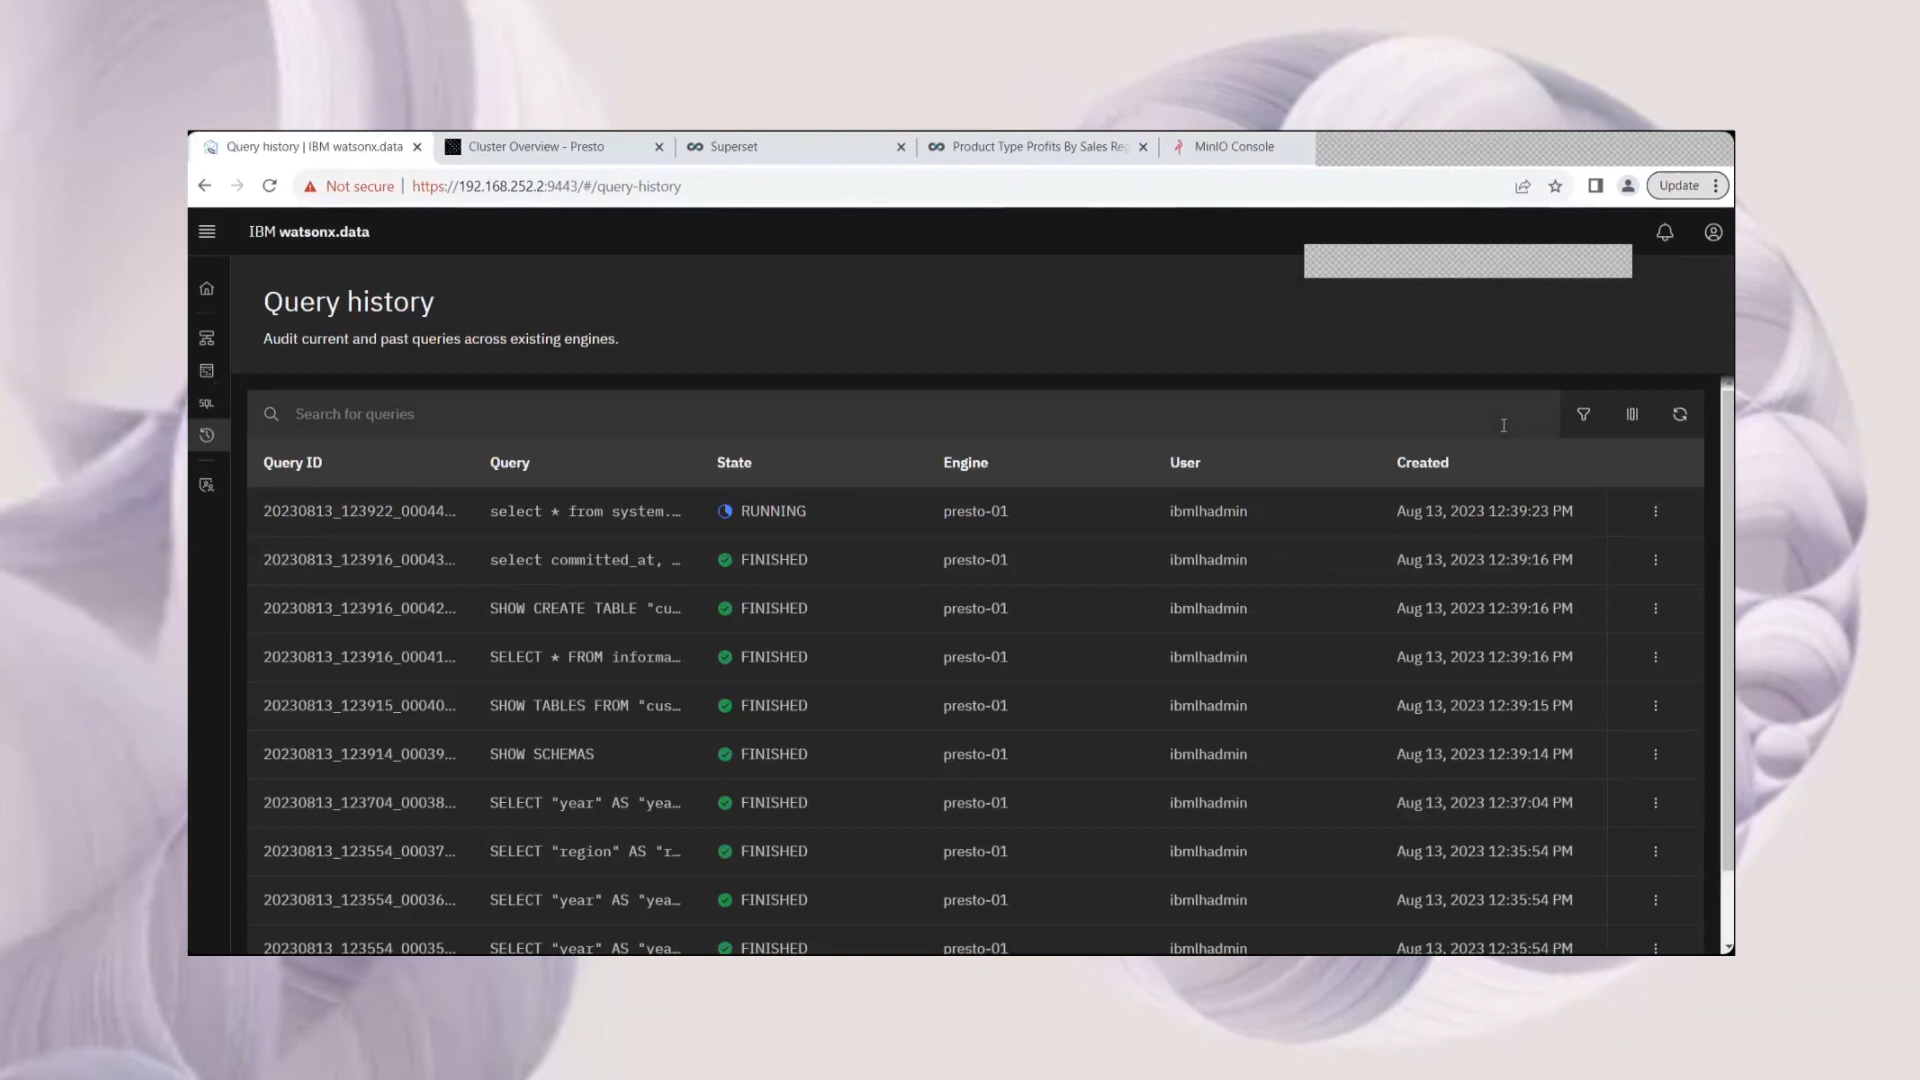 Query history | IBM watsonx.data
Cluster Overview - Presto
Superset
Product Type Profits By Sales Reg
MinIO Console
Not secure | https://192.168.252.2:9443/#/query-history
Update
IBM watsonx.data
Query history
Audit current and past queries across existing engines.
SQL
Search for queries
Query ID Query State Engine User Created
20230813_123922_00044... select * from system.... RUNNING presto-01 ibmlhadmin Aug 13, 2023 12:39:23 PM
20230813_123916_00043... select committed_at, ... FINISHED presto-01 ibmlhadmin Aug 13, 2023 12:39:16 PM
20230813_123916_00042... SHOW CREATE TABLE "cu... FINISHED presto-01 ibmlhadmin Aug 13, 2023 12:39:16 PM
20230813_123916_00041... SELECT * FROM informa... FINISHED presto-01 ibmlhadmin Aug 13, 2023 12:39:16 PM
20230813_123915_00040... SHOW TABLES FROM "cus... FINISHED presto-01 ibmlhadmin Aug 13, 2023 12:39:15 PM
20230813_123914_00039... SHOW SCHEMAS FINISHED presto-01 ibmlhadmin Aug 13, 2023 12:39:14 PM
20230813_123704_00038... SELECT "year" AS "yea... FINISHED presto-01 ibmlhadmin Aug 13, 2023 12:37:04 PM
20230813_123554_00037... SELECT "region" AS "r... FINISHED presto-01 ibmlhadmin Aug 13, 2023 12:35:54 PM
20230813_123554_00036... SELECT "year" AS "yea... FINISHED presto-01 ibmlhadmin Aug 13, 2023 12:35:54 PM
20230813_123554_00035... SELECT "year" AS "yea... FINISHED presto-01 ibmlhadmin Aug 13, 2023 12:35:54 PM